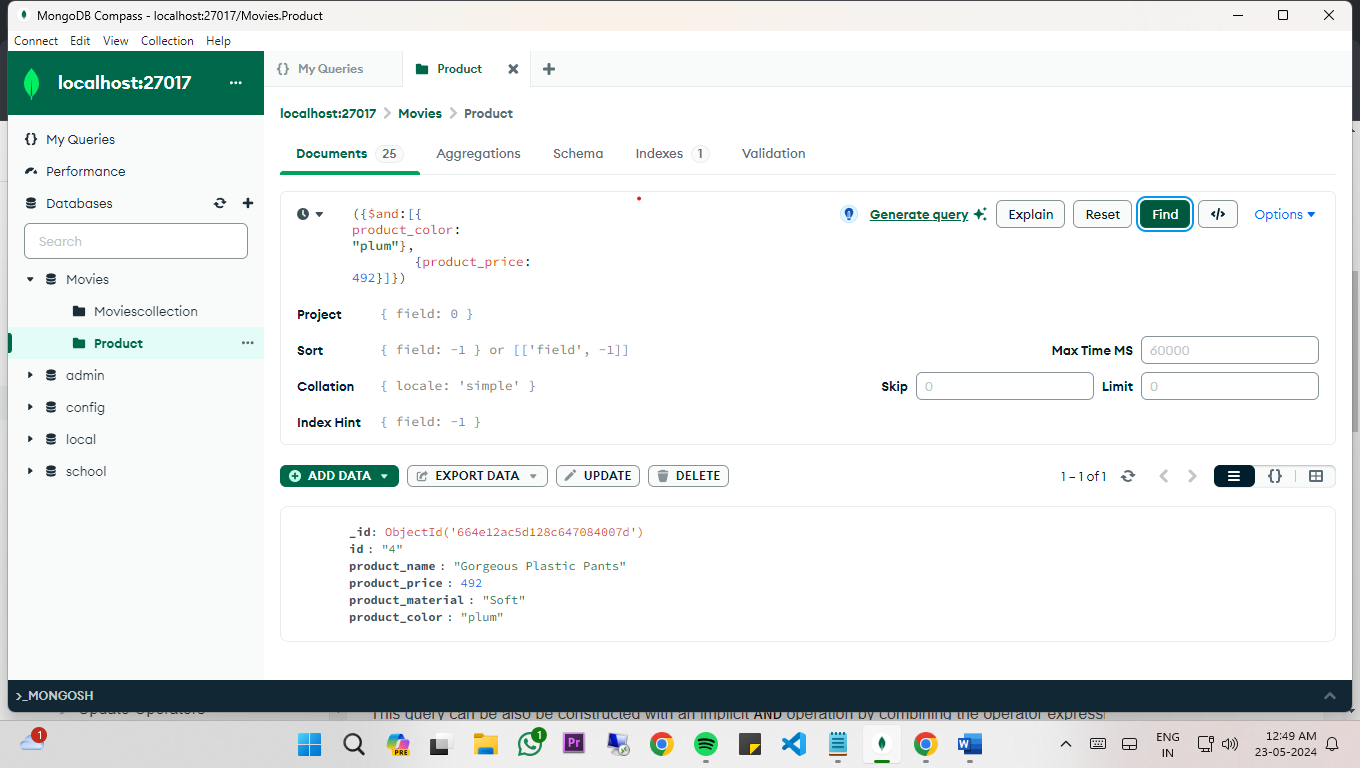 MongoDB Compass - localhost:27017/Movies.Product
Connect Edit View Collection Help
localhost:27017
My Queries
Performance
Databases
Search
Movies
Moviescollection
Product
admin
config
local
school
{} My Queries
Product
localhost:27017 > Movies > Product
Documents 25 Aggregations Schema Indexes 1 Validation
({$and:[{
product_color:
"plum"},
{product_price:
492}]})
Generate query Explain Reset Find </> Options
Project { field: 0 }
Sort { field: -1 } or [['field', -1]]
Max Time MS 60000
Collation { locale: 'simple' }
Skip 0 Limit 0
Index Hint { field: -1 }
ADD DATA EXPORT DATA UPDATE DELETE
1 – 1 of 1
_id: ObjectId('664e12ac5d128c647084007d')
id : "4"
product_name : "Gorgeous Plastic Pants"
product_price : 492
product_material : "Soft"
product_color : "plum"
>_MONGOSH
Update Operators
This query can be also be constructed with an implicit AND operation by combining the operator express
1
PRE
1
Pr
ENG
IN
12:49 AM
23-05-2024